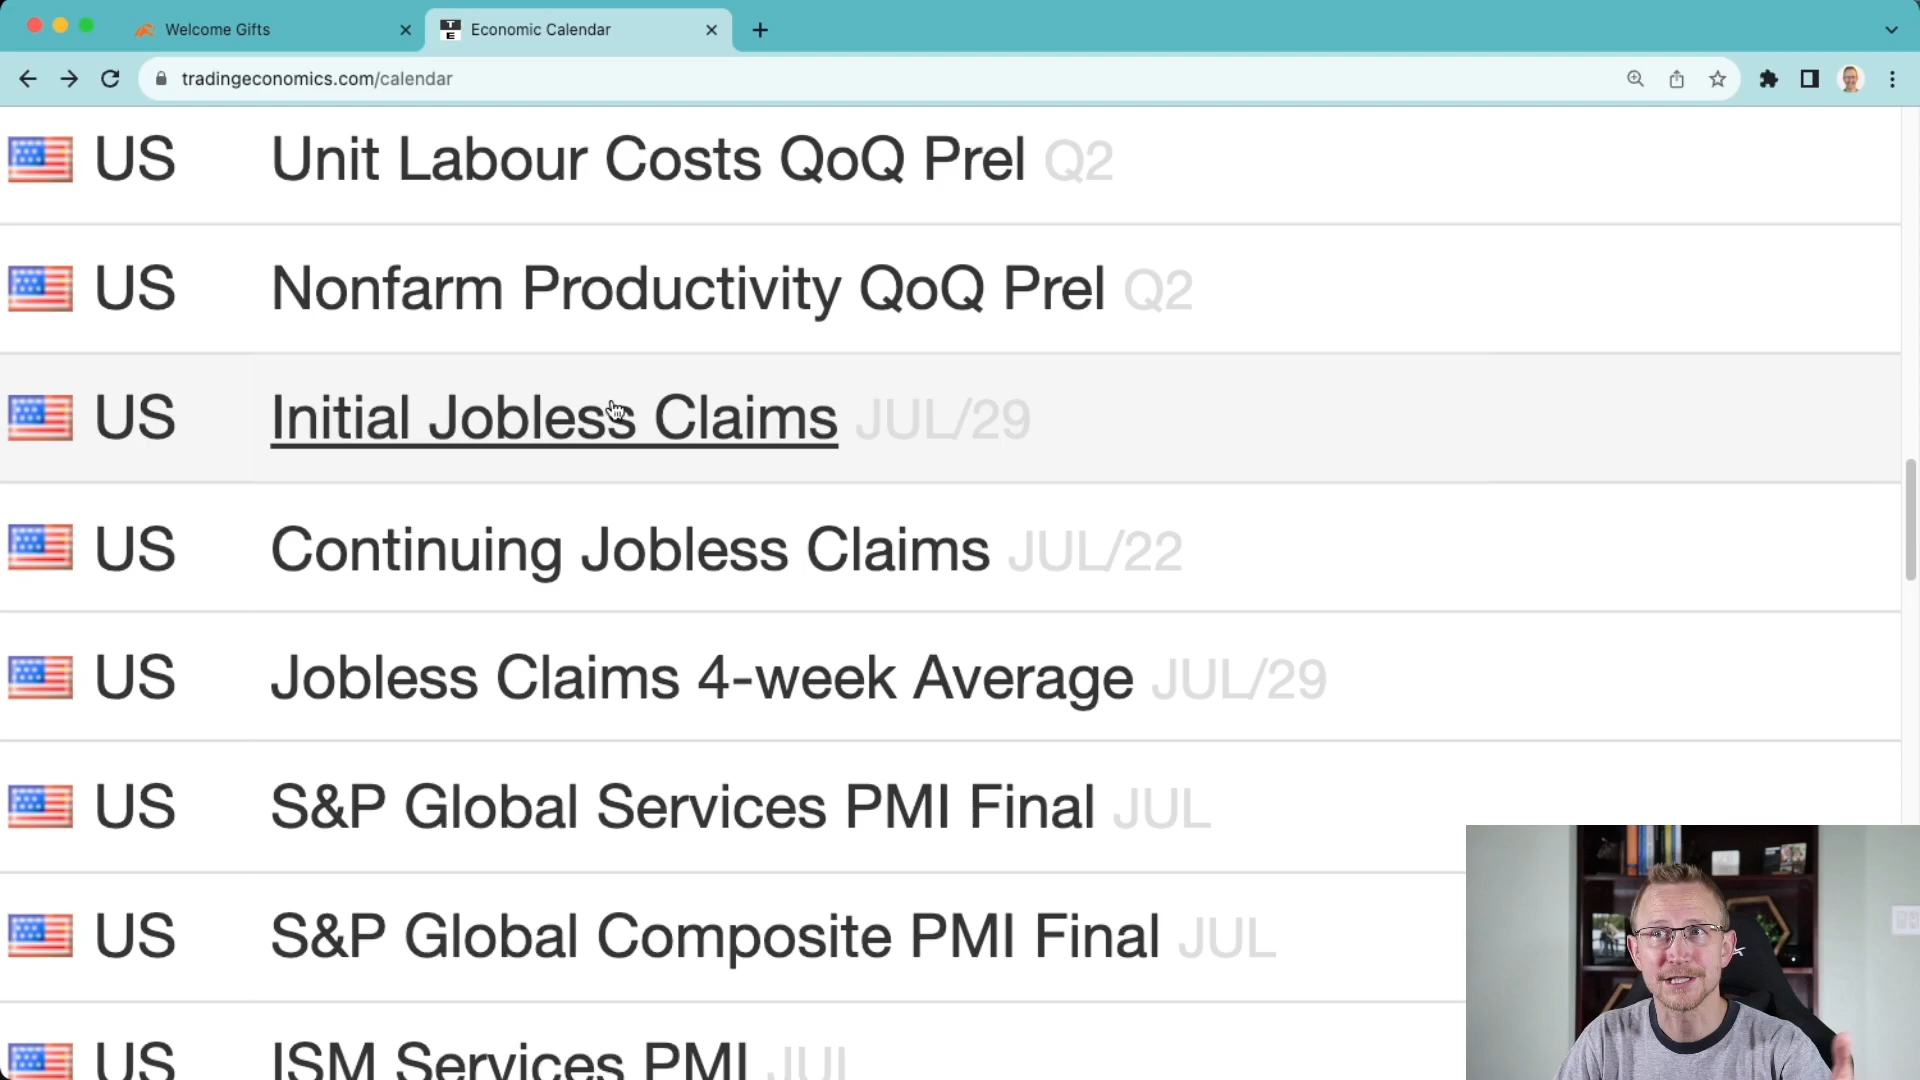 Welcome Gifts
TE Economic Calendar
tradingeconomics.com/calendar
US Unit Labour Costs QoQ Prel Q2
US Nonfarm Productivity QoQ Prel Q2
US Initial Jobless Claims JUL/29
US Continuing Jobless Claims JUL/22
US Jobless Claims 4-week Average JUL/29
US S&P Global Services PMI Final JUL
US S&P Global Composite PMI Final JUL
US ISM Services PMI JUL